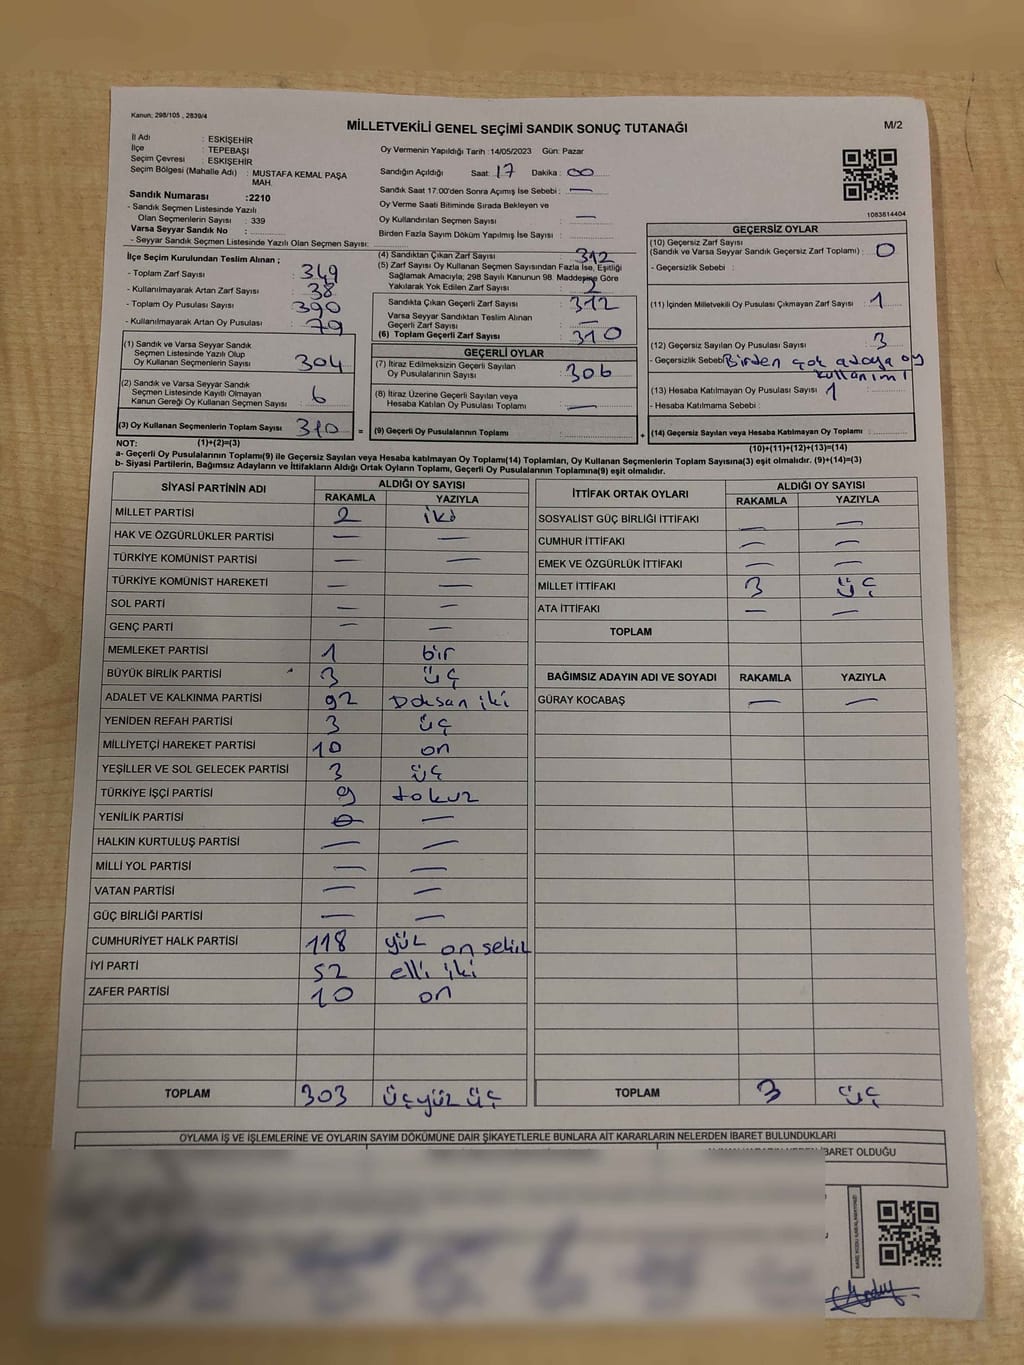 Kanun; 298/105 , 2839/4
MİLLETVEKİLİ GENEL SEÇİMİ SANDIK SONUÇ TUTANAĞI
M/2
İl Adı : ESKİŞEHİR
İlçe : TEPEBAŞI
Seçim Çevresi : ESKİŞEHİR
Seçim Bölgesi (Mahalle Adı) : MUSTAFA KEMAL PAŞA
MAH.
Sandık Numarası :2210
- Sandık Seçmen Listesinde Yazılı
Olan Seçmenlerin Sayısı : 339
Varsa Seyyar Sandık No :
- Seyyar Sandık Seçmen Listesinde Yazılı Olan Seçmen Sayısı:
Oy Vermenin Yapıldığı Tarih :14/05/2023 Gün: Pazar
Sandığın Açıldığı Saat: 17 Dakika: 00
Sandık Saat 17.00'den Sonra Açımış İse Sebebi : —
Oy Verme Saati Bitiminde Sırada Bekleyen ve
Oy Kullandırılan Seçmen Sayısı : —
Birden Fazla Sayım Döküm Yapılmış İse Sayısı :
1083814404
İlçe Seçim Kurulundan Teslim Alınan ;
- Toplam Zarf Sayısı : 349
- Kullanılmayarak Artan Zarf Sayısı : 38
- Toplam Oy Pusulası Sayısı : 390
- Kullanılmayarak Artan Oy Pusulası : 79
(1) Sandık ve Varsa Seyyar Sandık
Seçmen Listesinde Yazılı Olup
Oy Kullanan Seçmenlerin Sayısı 304
(2) Sandık ve Varsa Seyyar Sandık
Seçmen Listesinde Kayıtlı Olmayan
Kanun Gereği Oy Kullanan Seçmen Sayısı : 6
(3) Oy Kullanan Seçmenlerin Toplam Sayısı 310 =
(4) Sandıktan Çıkan Zarf Sayısı : 312
(5) Zarf Sayısı Oy Kullanan Seçmen Sayısından Fazla İse, Eşitliği
Sağlamak Amacıyla; 298 Sayılı Kanunun 98. Maddesine Göre
Yakılarak Yok Edilen Zarf Sayısı : 2
Sandıkta Çıkan Geçerli Zarf Sayısı : 312
Varsa Seyyar Sandıktan Teslim Alınan
Geçerli Zarf Sayısı : —
(6) Toplam Geçerli Zarf Sayısı : 310
GEÇERLİ OYLAR
(7) İtiraz Edilmeksizin Geçerli Sayılan
Oy Pusulalarının Sayısı : 306
(8) İtiraz Üzerine Geçerli Sayılan veya
Hesaba Katılan Oy Pusulası Toplamı : —
(9) Geçerli Oy Pusulalarının Toplamı : +
GEÇERSİZ OYLAR
(10) Geçersiz Zarf Sayısı
(Sandık ve Varsa Seyyar Sandık Geçersiz Zarf Toplamı) : 0
- Geçersizlik Sebebi :
(11) İçinden Milletvekili Oy Pusulası Çıkmayan Zarf Sayısı : 1
(12) Geçersiz Sayılan Oy Pusulası Sayısı : 3
- Geçersizlik Sebebi Birden çok adaya oy
kullanımı
(13) Hesaba Katılmayan Oy Pusulası Sayısı : 1
- Hesaba Katılmama Sebebi :
(14) Geçersiz Sayılan veya Hesaba Katılmayan Oy Toplamı :
NOT: (1)+(2)=(3)
(10)+(11)+(12)+(13)=(14)
a- Geçerli Oy Pusulalarının Toplamı(9) ile Geçersiz Sayılan veya Hesaba Katılmayan Oy Toplamı(14) Toplamları, Oy Kullanan Seçmenlerin Toplam Sayısına(3) eşit olmalıdır. (9)+(14)=(3)
b- Siyasi Partilerin, Bağımsız Adayların ve İttifakların Aldığı Ortak Oyların Toplamı, Geçerli Oy Pusulalarının Toplamına(9) eşit olmalıdır.
SİYASİ PARTİNİN ADI ALDIĞI OY SAYISI
RAKAMLA YAZIYLA
MİLLET PARTİSİ 2 iki
HAK VE ÖZGÜRLÜKLER PARTİSİ — —
TÜRKİYE KOMÜNİST PARTİSİ — —
TÜRKİYE KOMÜNİST HAREKETİ — —
SOL PARTİ — —
GENÇ PARTİ — —
MEMLEKET PARTİSİ 1 bir
BÜYÜK BİRLİK PARTİSİ 3 üç
ADALET VE KALKINMA PARTİSİ 92 Doksan iki
YENİDEN REFAH PARTİSİ 3 üç
MİLLİYETÇİ HAREKET PARTİSİ 10 on
YEŞİLLER VE SOL GELECEK PARTİSİ 3 üç
TÜRKİYE İŞÇİ PARTİSİ 9 dokuz
YENİLİK PARTİSİ — —
HALKIN KURTULUŞ PARTİSİ — —
MİLLİ YOL PARTİSİ — —
VATAN PARTİSİ — —
GÜÇ BİRLİĞİ PARTİSİ — —
CUMHURİYET HALK PARTİSİ 118 yüz on sekiz
İYİ PARTİ 52 elli iki
ZAFER PARTİSİ 10 on
TOPLAM 303 üçyüz üç
İTTİFAK ORTAK OYLARI ALDIĞI OY SAYISI
RAKAMLA YAZIYLA
SOSYALİST GÜÇ BİRLİĞİ İTTİFAKI — —
CUMHUR İTTİFAKI — —
EMEK VE ÖZGÜRLÜK İTTİFAKI — —
MİLLET İTTİFAKI 3 üç
ATA İTTİFAKI — —
TOPLAM
BAĞIMSIZ ADAYIN ADI VE SOYADI RAKAMLA YAZIYLA
GÜRAY KOCABAŞ — —
TOPLAM 3 üç
OYLAMA İŞ VE İŞLEMLERİNE VE OYLARIN SAYIM DÖKÜMÜNE DAİR ŞİKAYETLERLE BUNLARA AİT KARARLARIN NELERDEN İBARET BULUNDUKLARI
İBARET OLDUĞU